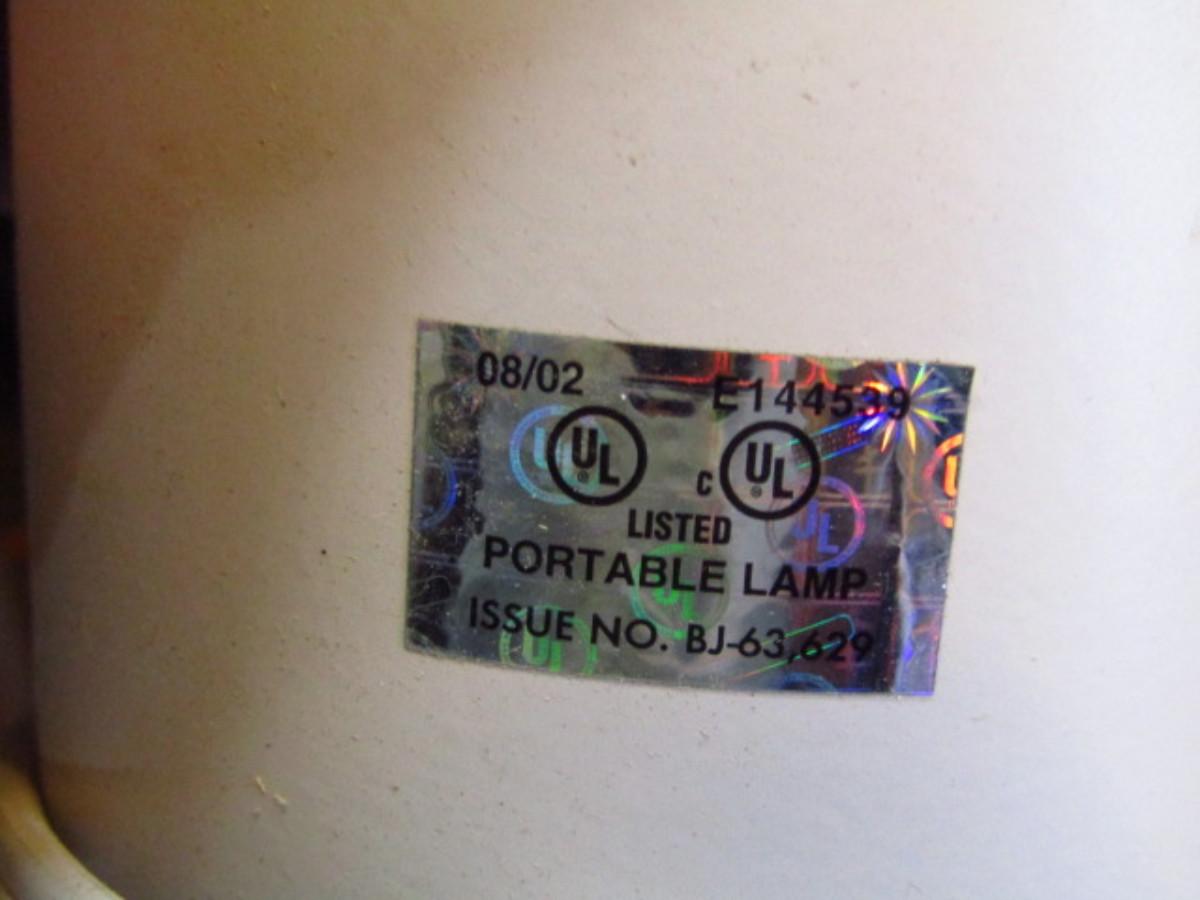 08/02 E144539
UL c UL
LISTED
PORTABLE LAMP
ISSUE NO. BJ-63,629